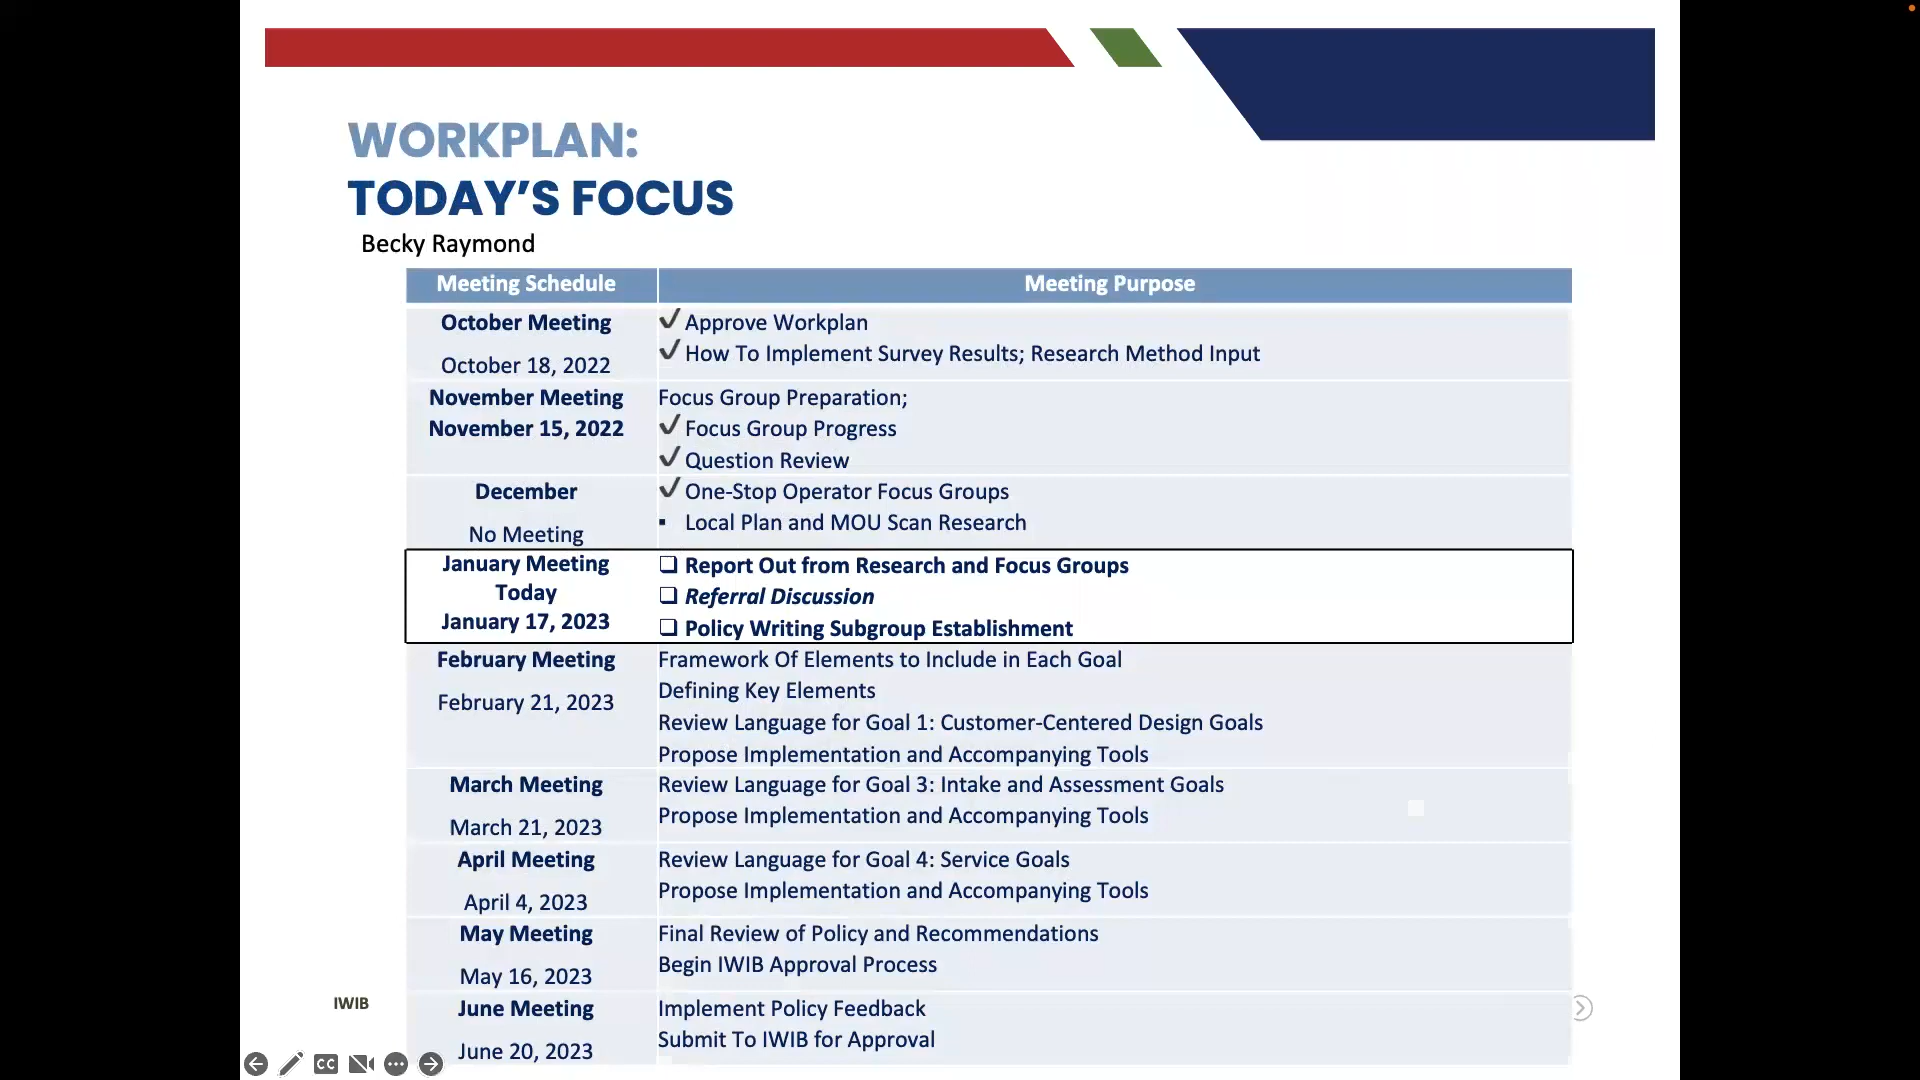 WORKPLAN:
TODAY’S FOCUS
Becky Raymond
Meeting Schedule
Meeting Purpose
October Meeting
October 18, 2022
Approve Workplan
How To Implement Survey Results; Research Method Input
November Meeting
November 15, 2022
Focus Group Preparation;
Focus Group Progress
Question Review
December
No Meeting
One-Stop Operator Focus Groups
Local Plan and MOU Scan Research
January Meeting
Today
January 17, 2023
Report Out from Research and Focus Groups
Referral Discussion
Policy Writing Subgroup Establishment
February Meeting
February 21, 2023
Framework Of Elements to Include in Each Goal
Defining Key Elements
Review Language for Goal 1: Customer-Centered Design Goals
Propose Implementation and Accompanying Tools
March Meeting
March 21, 2023
Review Language for Goal 3: Intake and Assessment Goals
Propose Implementation and Accompanying Tools
April Meeting
April 4, 2023
Review Language for Goal 4: Service Goals
Propose Implementation and Accompanying Tools
May Meeting
May 16, 2023
Final Review of Policy and Recommendations
Begin IWIB Approval Process
June Meeting
June 20, 2023
Implement Policy Feedback
Submit To IWIB for Approval
IWIB
CC